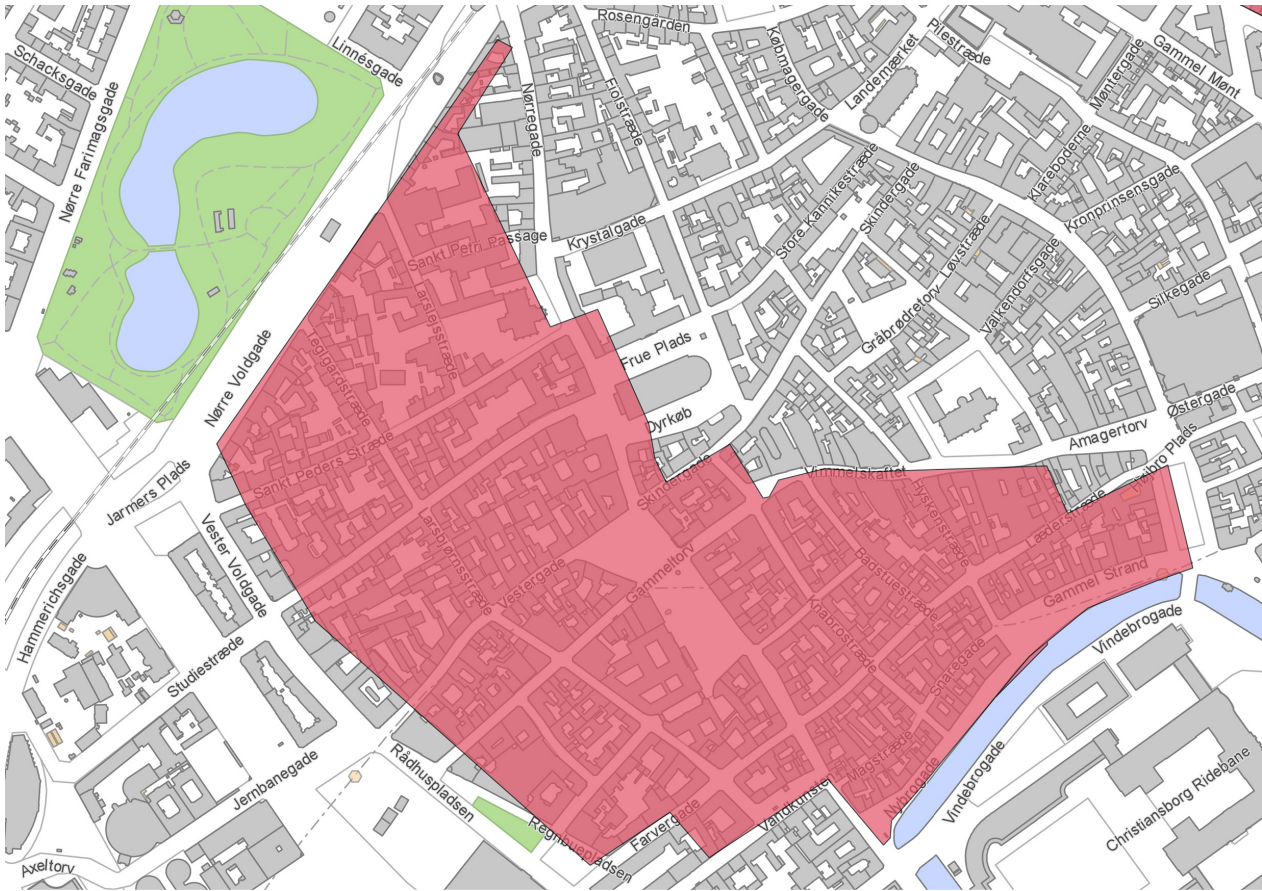 Rosengården
Linnésgade
Schacksgade
Nørre Farimagsgade
Købmagergade
Landemærket
Pilestræde
Gammel Mønt
Møntergade
Nørregade
Fiolstræde
Klareboderne
Kronprinsensgade
Store Kannikestræde
Skindergade
Løvstræde
Valkendorfsgade
Silkegade
Sankt Petri Passage
Krystalgade
Larslejsstræde
Gråbrødretorv
Teglgårdstræde
Nørre Voldgade
Frue Plads
Dyrkøb
Østergade
Amagertorv
Højbro Plads
Sankt Peders Stræde
Skindergade
Vimmelskaftet
Hyskenstræde
Læderstræde
Jarmers Plads
Vester Voldgade
Larsbjørnsstræde
Vestergade
Gammeltorv
Badstuestræde
Knabrostræde
Gammel Strand
Hammerichsgade
Studiestræde
Snaregade
Vindebrogade
Magstræde
Nybrogade
Vindebrogade
Christiansborg Ridebane
Jernbanegade
Rådhuspladsen
Regnbuepladsen
Farvergade
Vandkunsten
Axeltorv